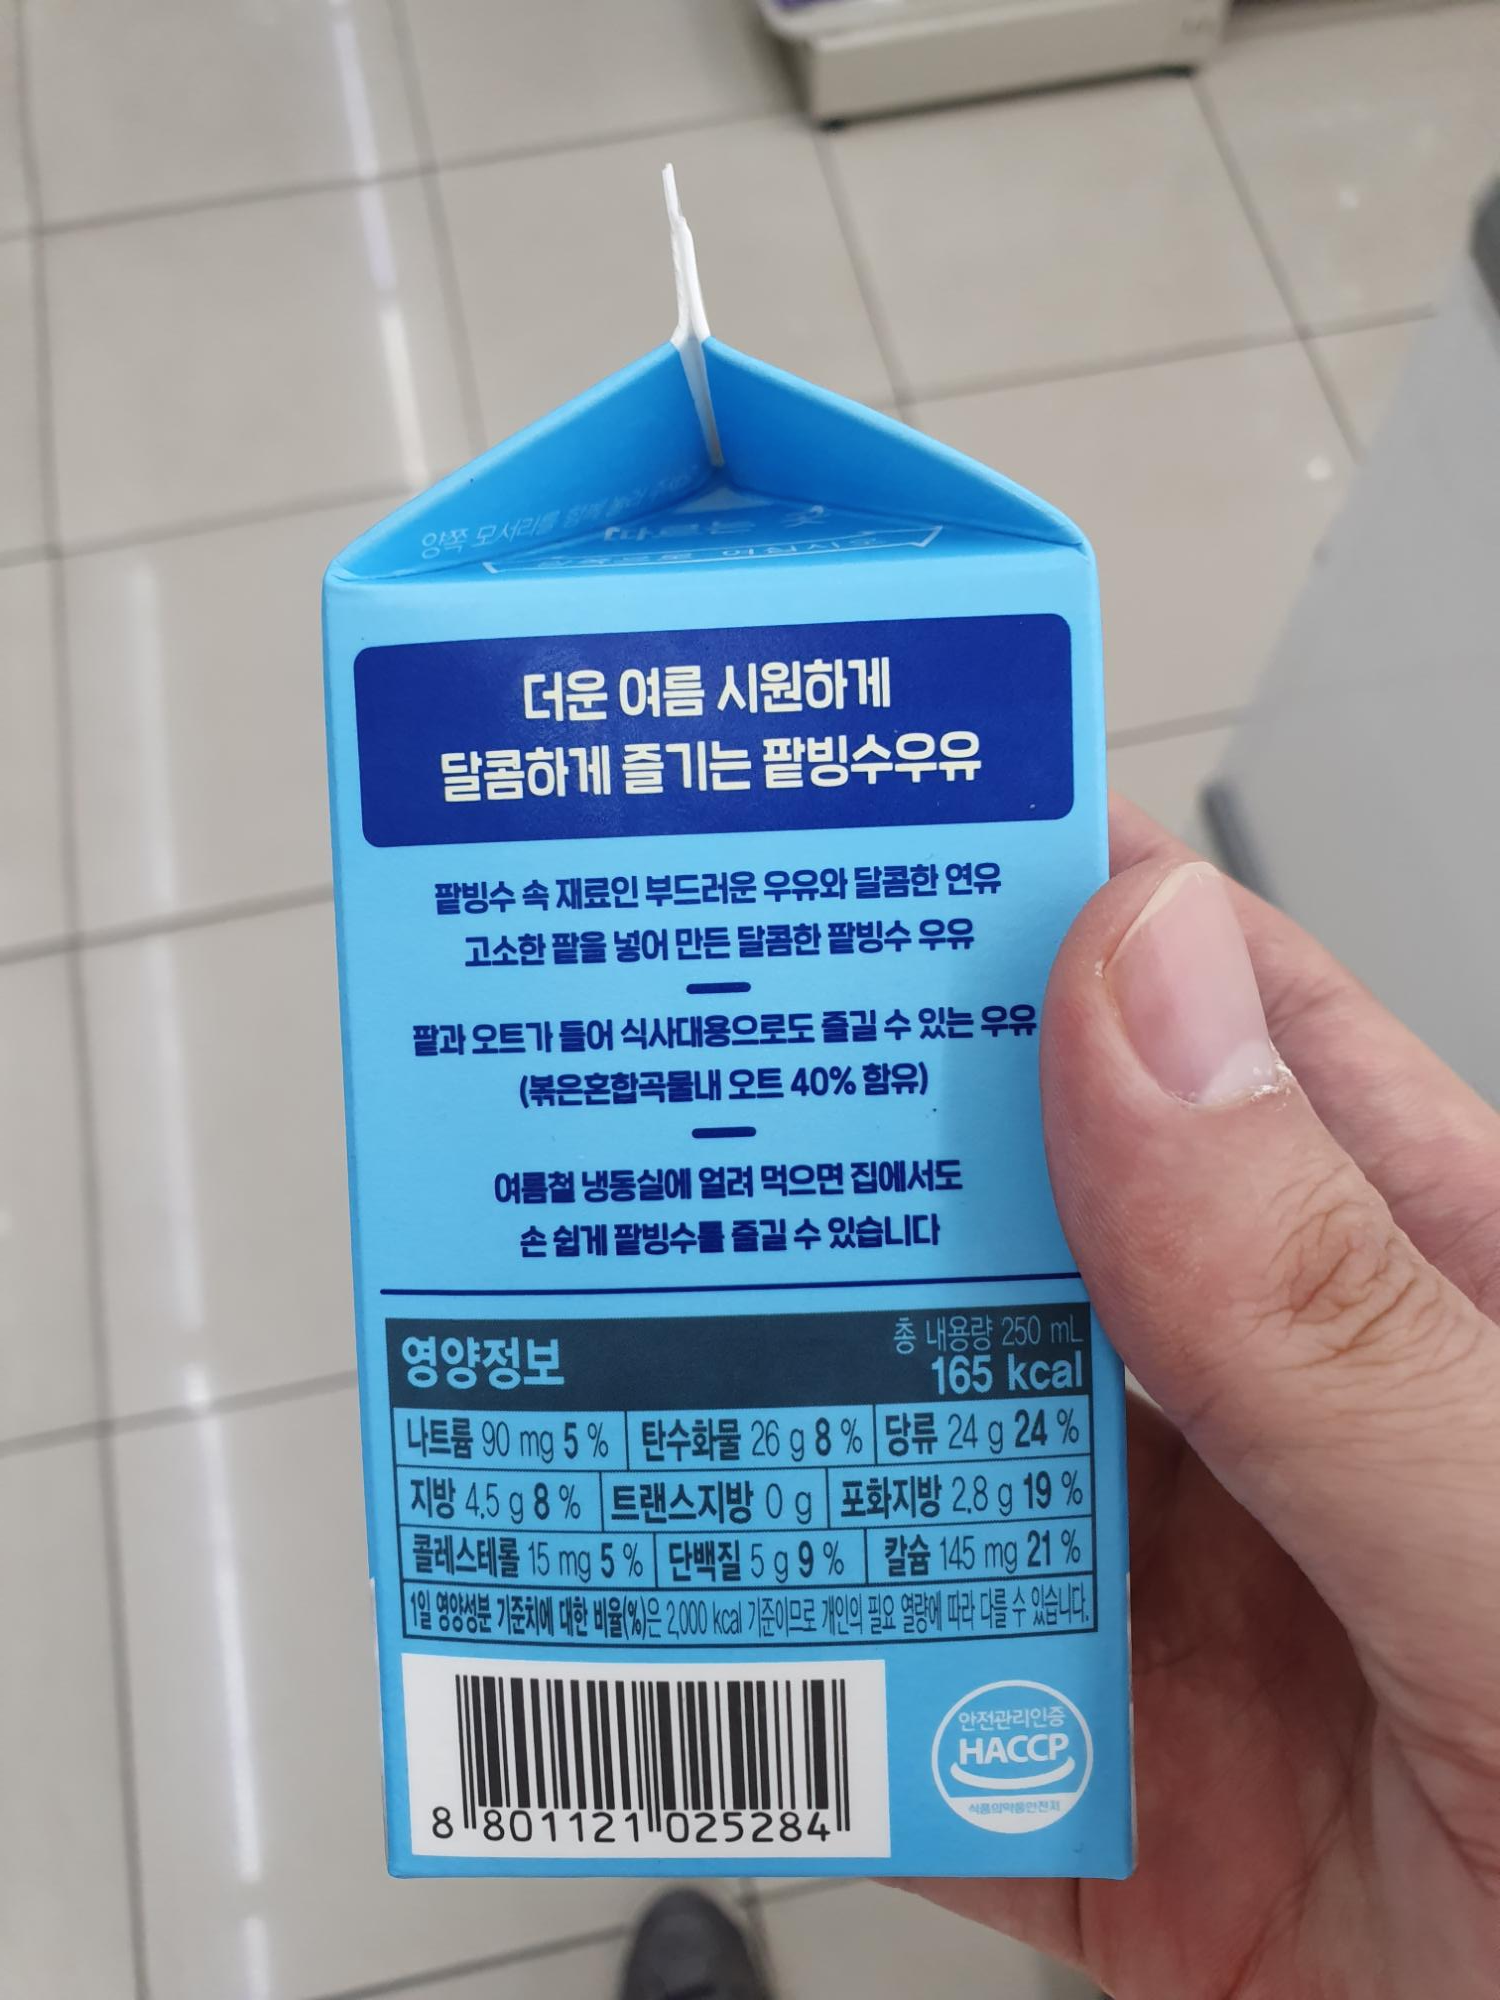 양쪽 모서리를
더운 여름 시원하게
달콤하게 즐기는 팥빙수우유
팥빙수 속 재료인 부드러운 우유와 달콤한 연유
고소한 팥을 넣어 만든 달콤한 팥빙수 우유
팥과 오트가 들어 식사대용으로도 즐길 수 있는 우유
(볶은혼합곡물내 오트 40% 함유)
여름철 냉동실에 얼려 먹으면 집에서도
손 쉽게 팥빙수를 즐길 수 있습니다
영양정보 총 내용량 250 mL
165 kcal
나트륨 90 mg 5 % 탄수화물 26 g 8 % 당류 24 g 24 %
지방 4.5 g 8 % 트랜스지방 0 g 포화지방 2.8 g 19 %
콜레스테롤 15 mg 5 % 단백질 5 g 9 % 칼슘 145 mg 21 %
1일 영양성분 기준치에 대한 비율(%)은 2,000 kcal 기준이므로 개인의 필요 열량에 따라 다를 수 있습니다.
안전관리인증
HACCP
식품의약품안전처
8 801121 025284